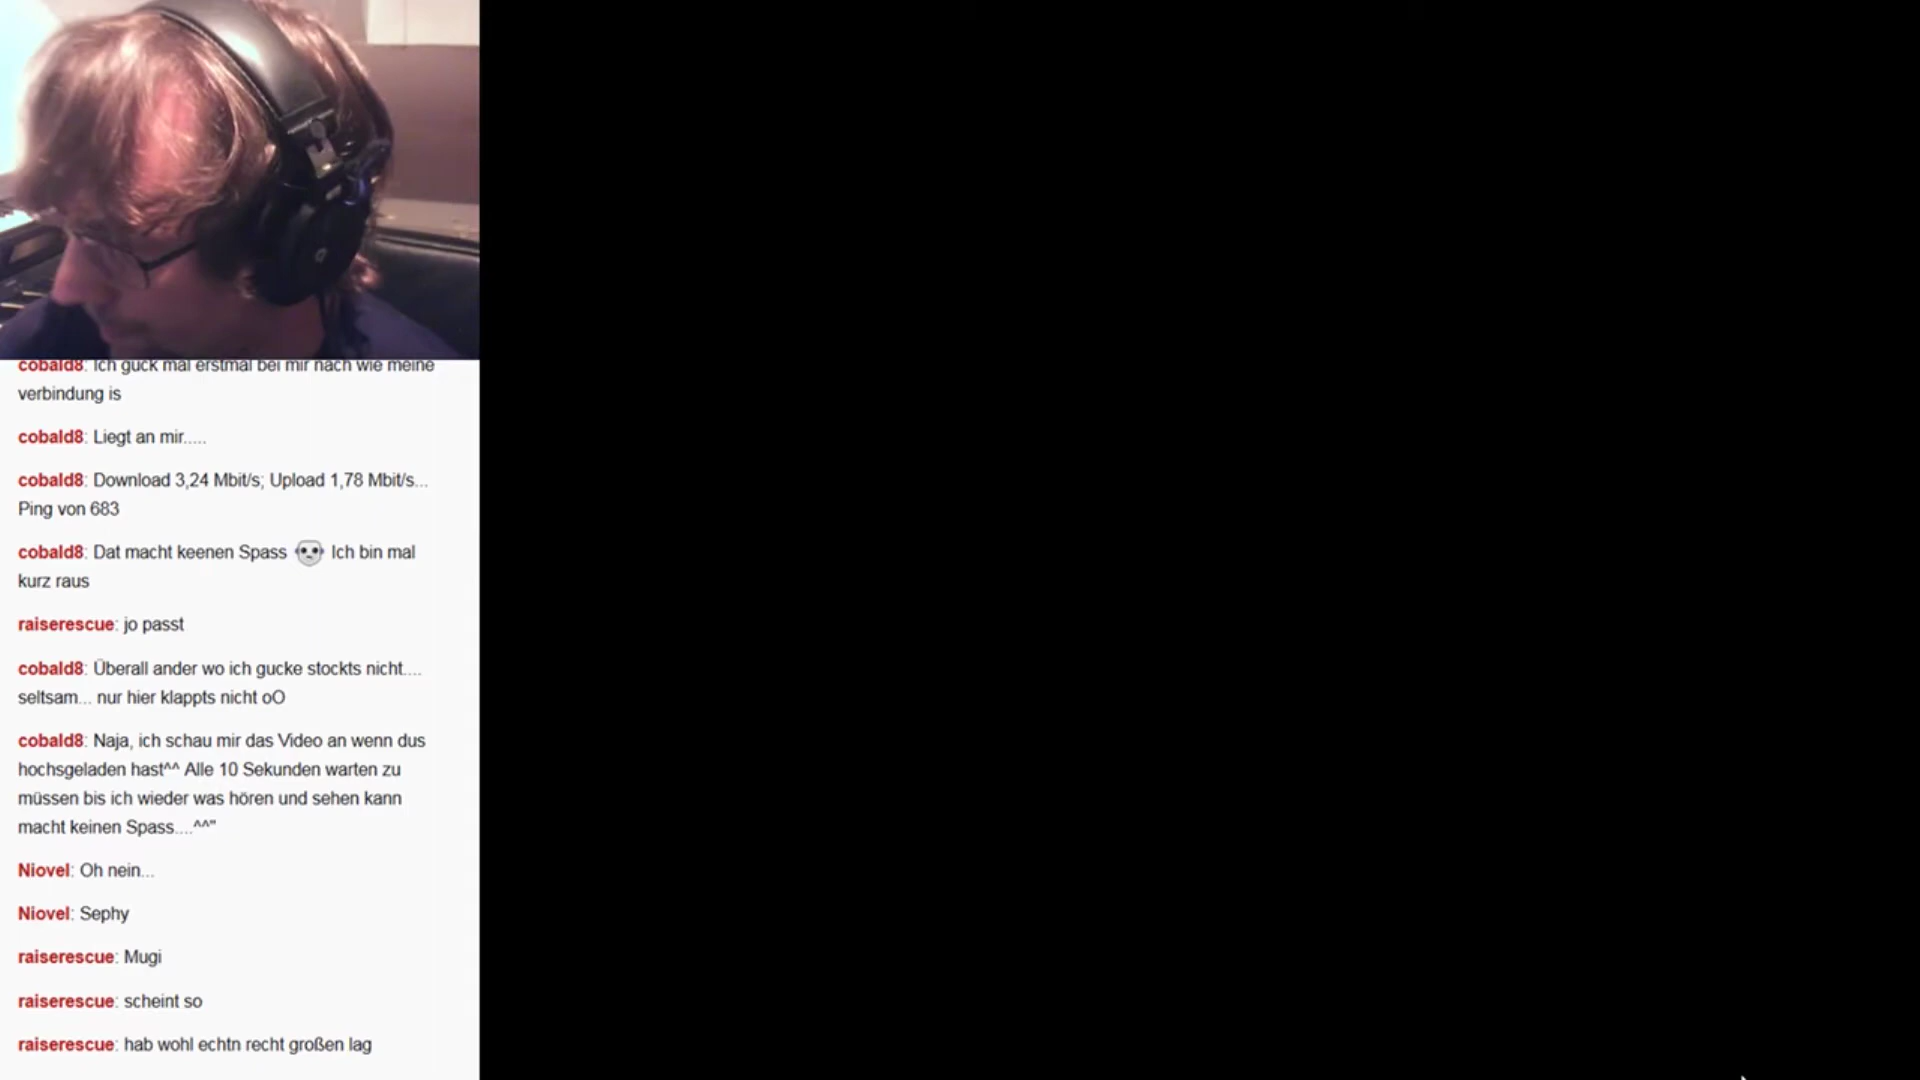 cobald8: Ich guck mal erstmal bei mir nach wie meine
verbindung is
cobald8: Liegt an mir.....
cobald8: Download 3,24 Mbit/s; Upload 1,78 Mbit/s...
Ping von 683
cobald8: Dat macht keenen Spass Ich bin mal
kurz raus
raiserescue: jo passt
cobald8: Überall ander wo ich gucke stockts nicht....
seltsam... nur hier klappts nicht oO
cobald8: Naja, ich schau mir das Video an wenn dus
hochsgeladen hast^^ Alle 10 Sekunden warten zu
müssen bis ich wieder was hören und sehen kann
macht keinen Spass....^^"
Niovel: Oh nein...
Niovel: Sephy
raiserescue: Mugi
raiserescue: scheint so
raiserescue: hab wohl echtn recht großen lag